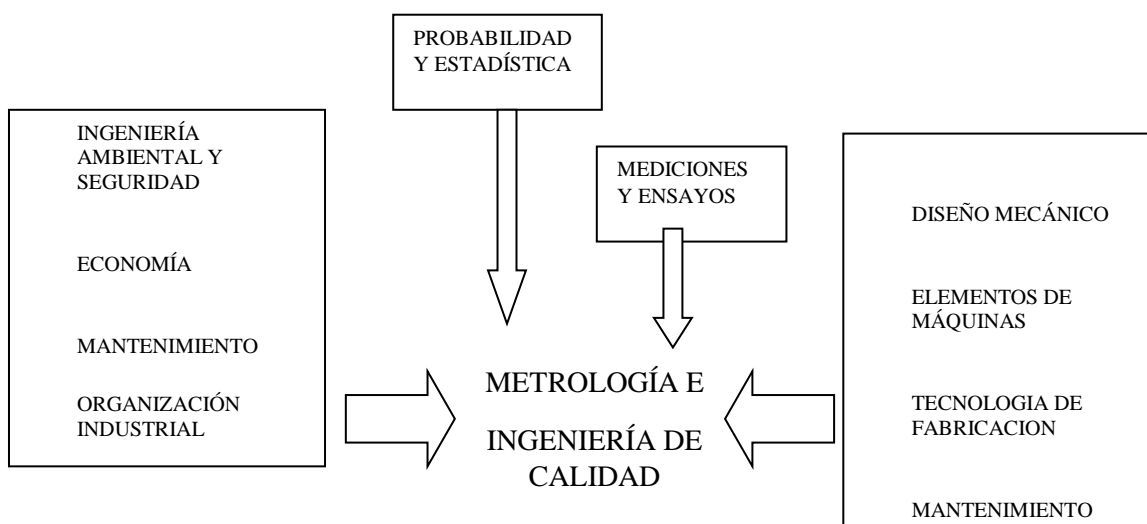 PROBABILIDAD
Y ESTADÍSTICA
INGENIERÍA
AMBIENTAL Y
SEGURIDAD
ECONOMÍA
MANTENIMIENTO
ORGANIZACIÓN
INDUSTRIAL
MEDICIONES
Y ENSAYOS
METROLOGÍA E
INGENIERÍA DE
CALIDAD
DISEÑO MECÁNICO
ELEMENTOS DE
MÁQUINAS
TECNOLOGIA DE
FABRICACION
MANTENIMIENTO